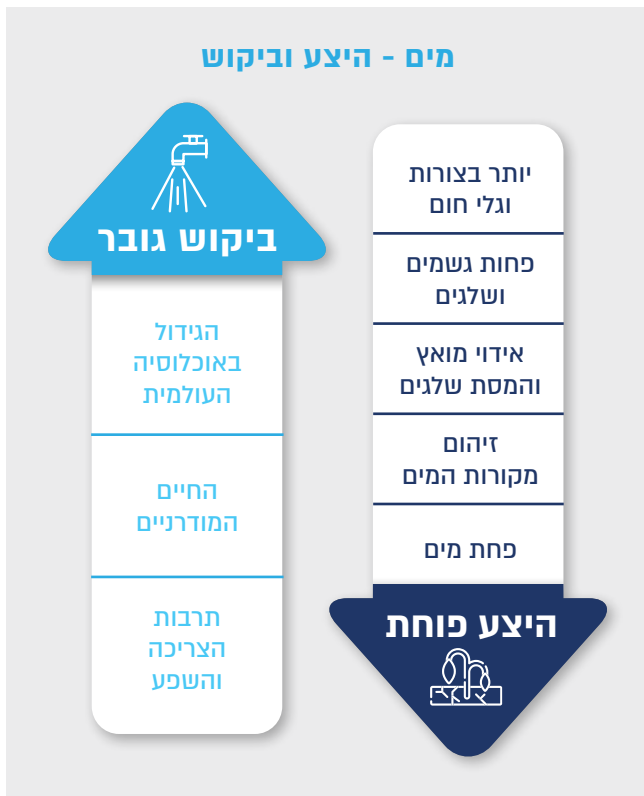 מים - היצע וביקוש
יותר בצורות
וגלי חום
פחות גשמים
ושלגים
אידוי מואץ
והמסת שלגים
זיהום
מקורות המים
פחת מים
היצע פוחת
ביקוש גובר
הגידול
באוכלוסיה
העולמית
החיים
המודרניים
תרבות
הצריכה
והשפע